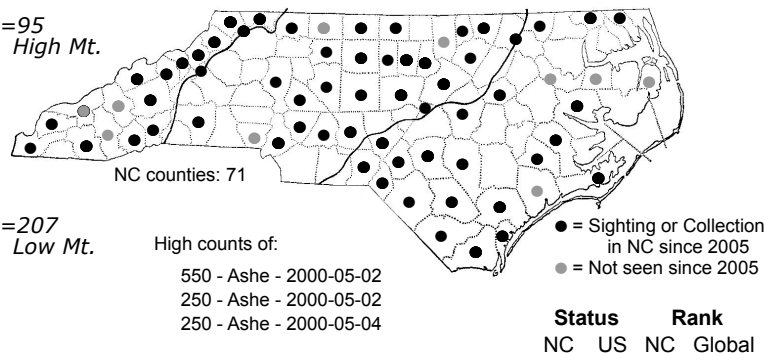 =95
High Mt.
NC counties: 71
=207
Low Mt.
High counts of:
550 - Ashe - 2000-05-02
250 - Ashe - 2000-05-02
250 - Ashe - 2000-05-04
= Sighting or Collection
in NC since 2005
= Not seen since 2005
Status Rank
NC US NC Global